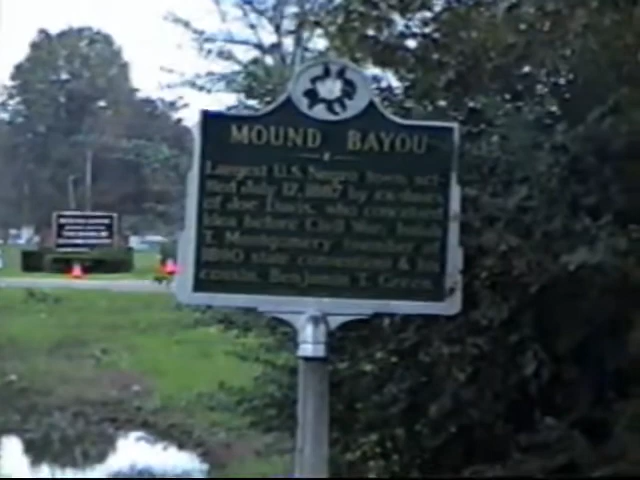 MOUND BAYOU
Largest U.S. Negro town, set-
tled July 12, 1887 by ex-slaves
of Joe Davis, who conceived
idea before Civil War. Isaiah
T. Montgomery, founder of
1890 state convention & his
cousin, Benjamin T. Green